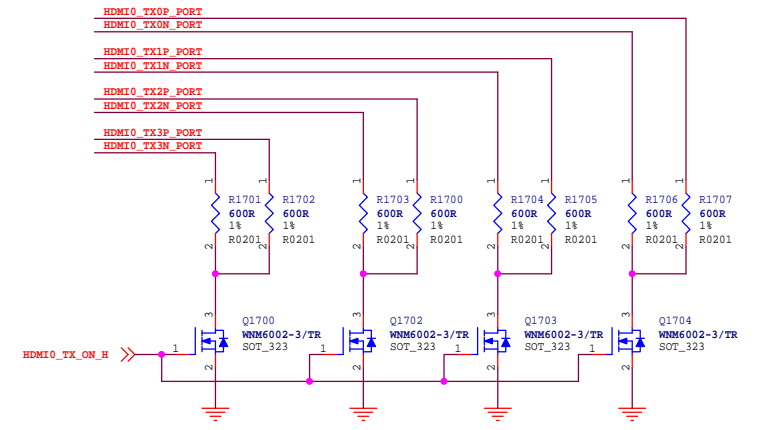 HDMI0_TX0P_PORT
HDMI0_TX0N_PORT
HDMI0_TX1P_PORT
HDMI0_TX1N_PORT
HDMI0_TX2P_PORT
HDMI0_TX2N_PORT
HDMI0_TX3P_PORT
HDMI0_TX3N_PORT
1 1 1 1 1 1 1 1
R1701 R1702 R1703 R1700 R1704 R1705 R1706 R1707
600R 600R 600R 600R 600R 600R 600R 600R
1% 1% 1% 1% 1% 1% 1% 1%
R0201 R0201 R0201 R0201 R0201 R0201 R0201 R0201
2 2 2 2 2 2 2 2
3 3 3 3
Q1700 Q1702 Q1703 Q1704
WNM6002-3/TR WNM6002-3/TR WNM6002-3/TR WNM6002-3/TR
SOT_323 SOT_323 SOT_323 SOT_323
HDMI0_TX_ON_H 1 1 1 1
2 2 2 2